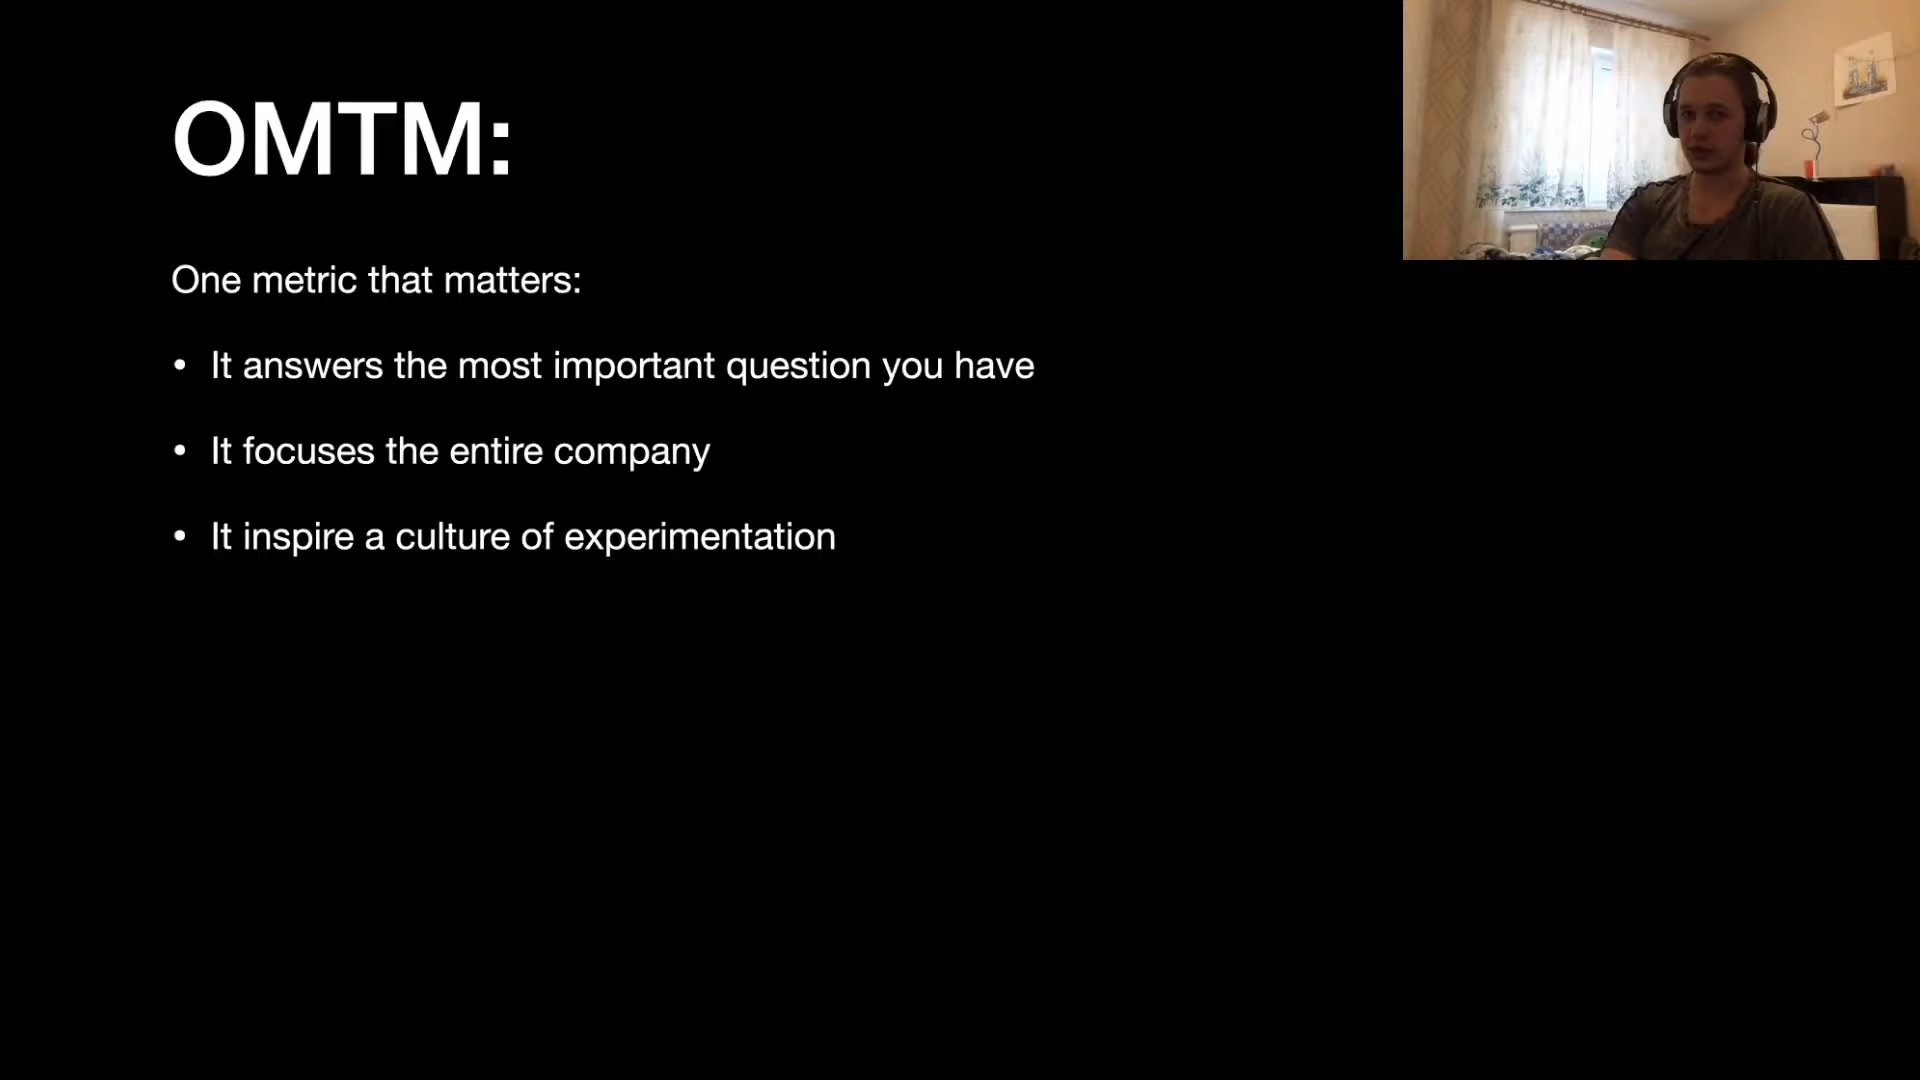 OMTM:
One metric that matters:
• It answers the most important question you have
• It focuses the entire company
• It inspire a culture of experimentation